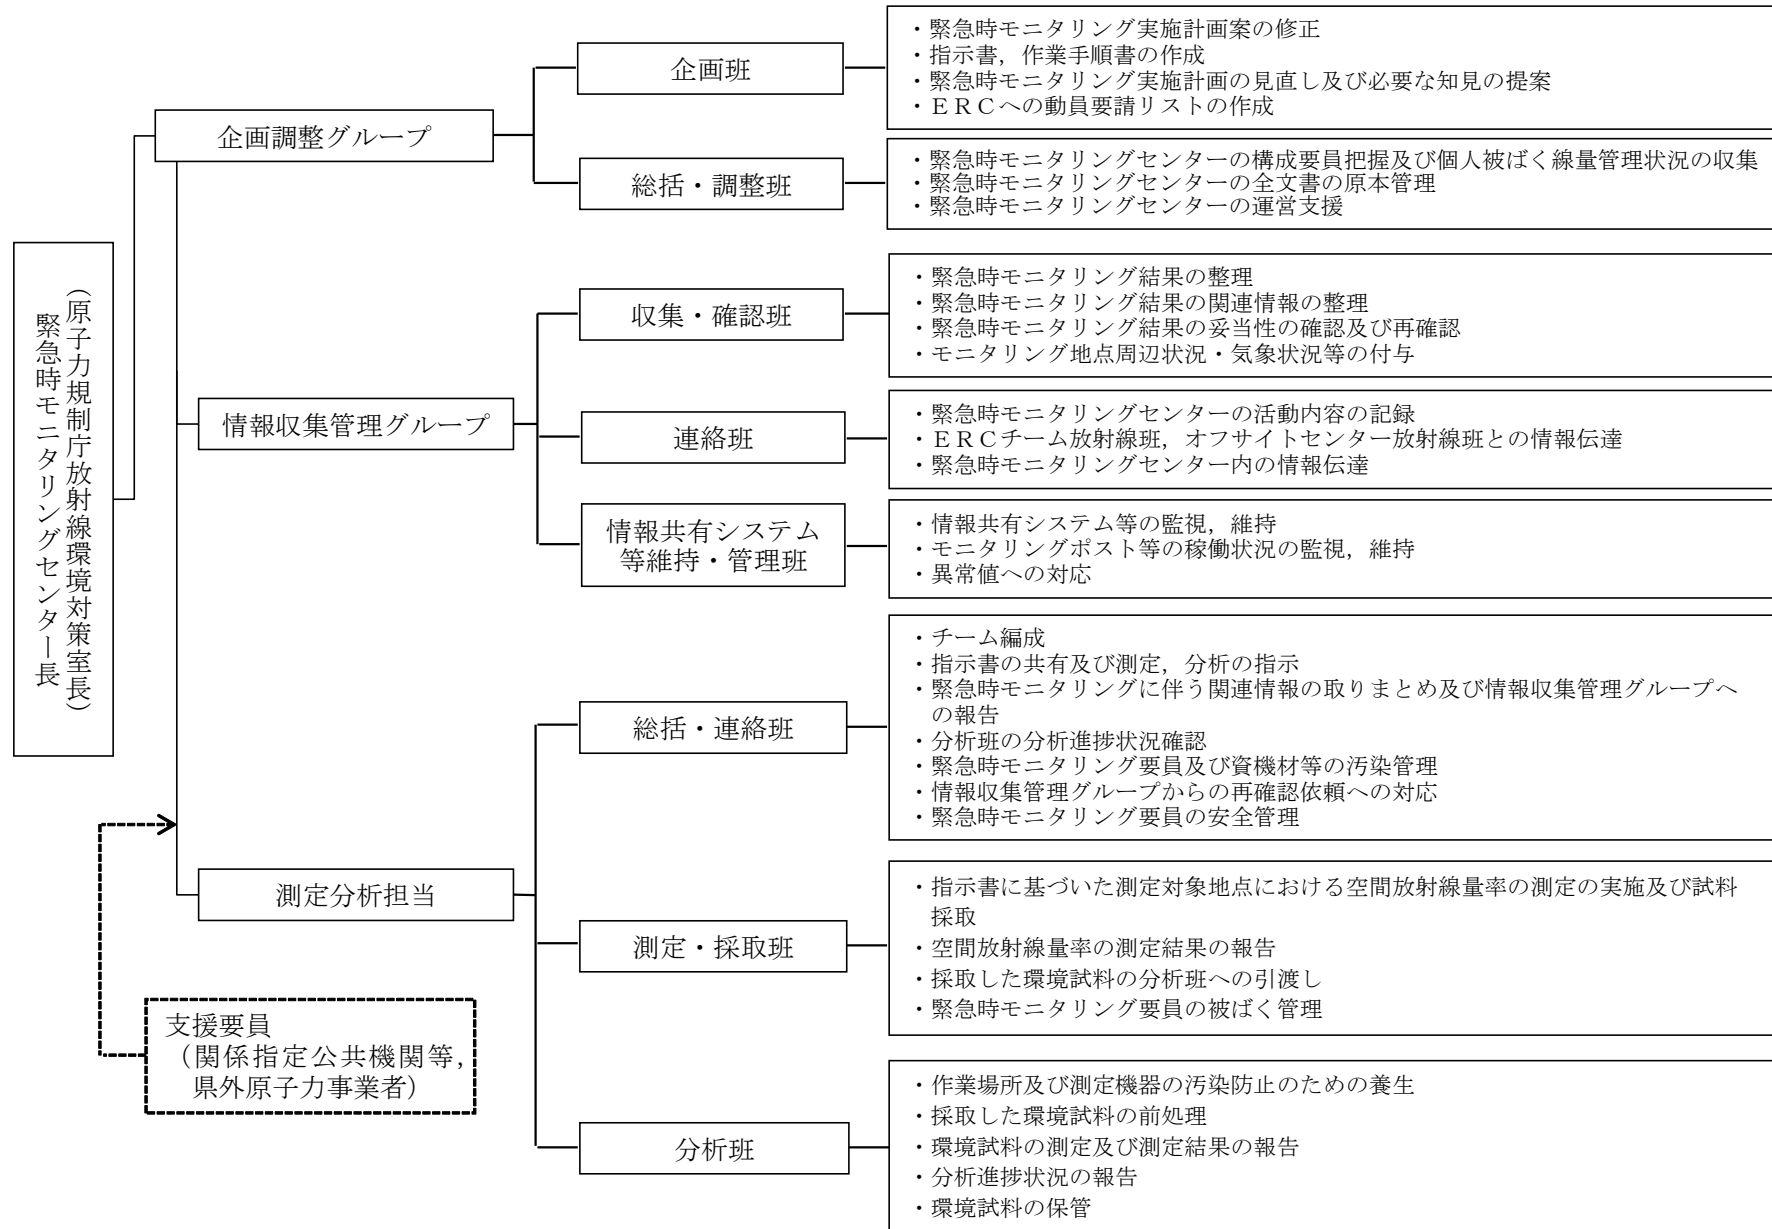 緊急時モニタリングセンター長
（原子力規制庁放射線環境対策室長）
企画調整グループ
企画班
・緊急時モニタリング実施計画案の修正
・指示書，作業手順書の作成
・緊急時モニタリング実施計画の見直し及び必要な知見の提案
・ＥＲＣへの動員要請リストの作成
総括・調整班
・緊急時モニタリングセンターの構成要員把握及び個人被ばく線量管理状況の収集
・緊急時モニタリングセンターの全文書の原本管理
・緊急時モニタリングセンターの運営支援
情報収集管理グループ
収集・確認班
・緊急時モニタリング結果の整理
・緊急時モニタリング結果の関連情報の整理
・緊急時モニタリング結果の妥当性の確認及び再確認
・モニタリング地点周辺状況・気象状況等の付与
連絡班
・緊急時モニタリングセンターの活動内容の記録
・ＥＲＣチーム放射線班，オフサイトセンター放射線班との情報伝達
・緊急時モニタリングセンター内の情報伝達
情報共有システム
等維持・管理班
・情報共有システム等の監視，維持
・モニタリングポスト等の稼働状況の監視，維持
・異常値への対応
測定分析担当
総括・連絡班
・チーム編成
・指示書の共有及び測定，分析の指示
・緊急時モニタリングに伴う関連情報の取りまとめ及び情報収集管理グループへ
の報告
・分析班の分析進捗状況確認
・緊急時モニタリング要員及び資機材等の汚染管理
・情報収集管理グループからの再確認依頼への対応
・緊急時モニタリング要員の安全管理
測定・採取班
・指示書に基づいた測定対象地点における空間放射線量率の測定の実施及び試料
採取
・空間放射線量率の測定結果の報告
・採取した環境試料の分析班への引渡し
・緊急時モニタリング要員の被ばく管理
分析班
・作業場所及び測定機器の汚染防止のための養生
・採取した環境試料の前処理
・環境試料の測定及び測定結果の報告
・分析進捗状況の報告
・環境試料の保管
支援要員
（関係指定公共機関等，
県外原子力事業者）